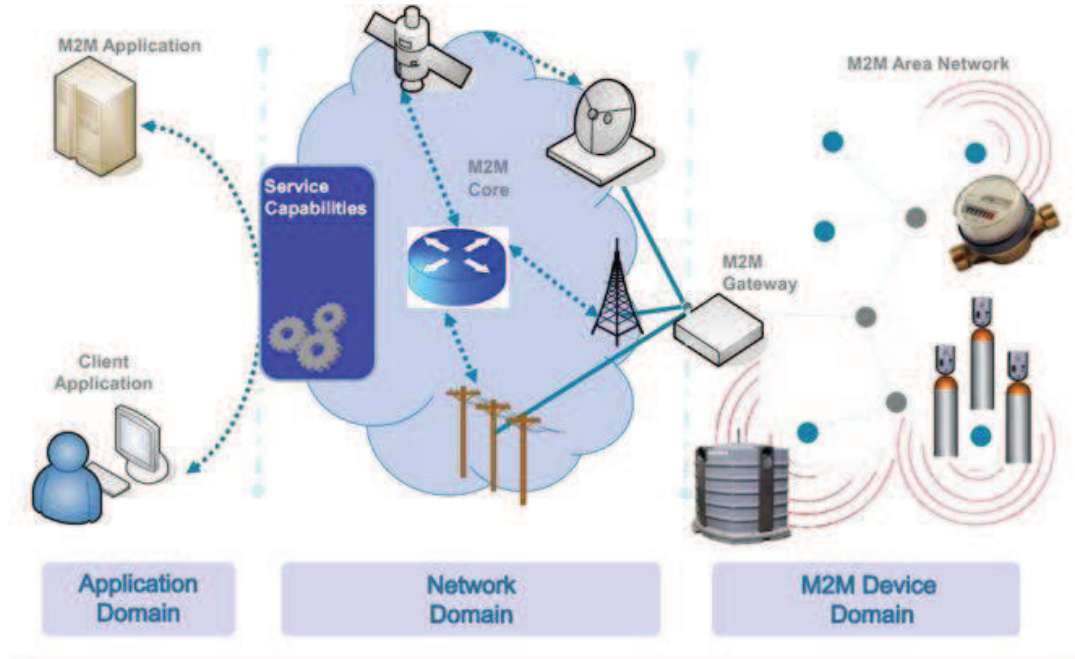 M2M Application
Service
Capabilities
M2M
Core
M2M Area Network
M2M
Gateway
Client
Application
Application
Domain
Network
Domain
M2M Device
Domain